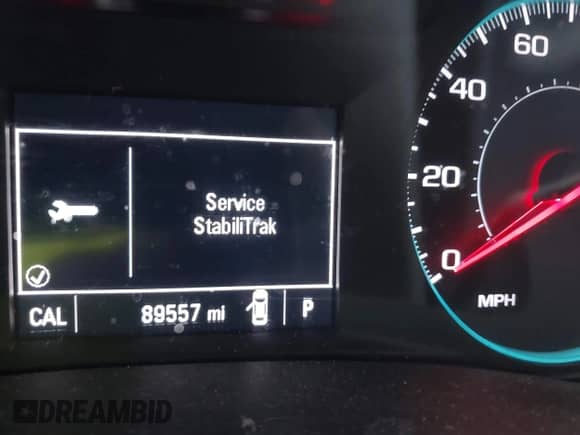 60
40
Service
StabiliTrak
20
0
CAL
89557 mi
P
MPH
DREAMBID